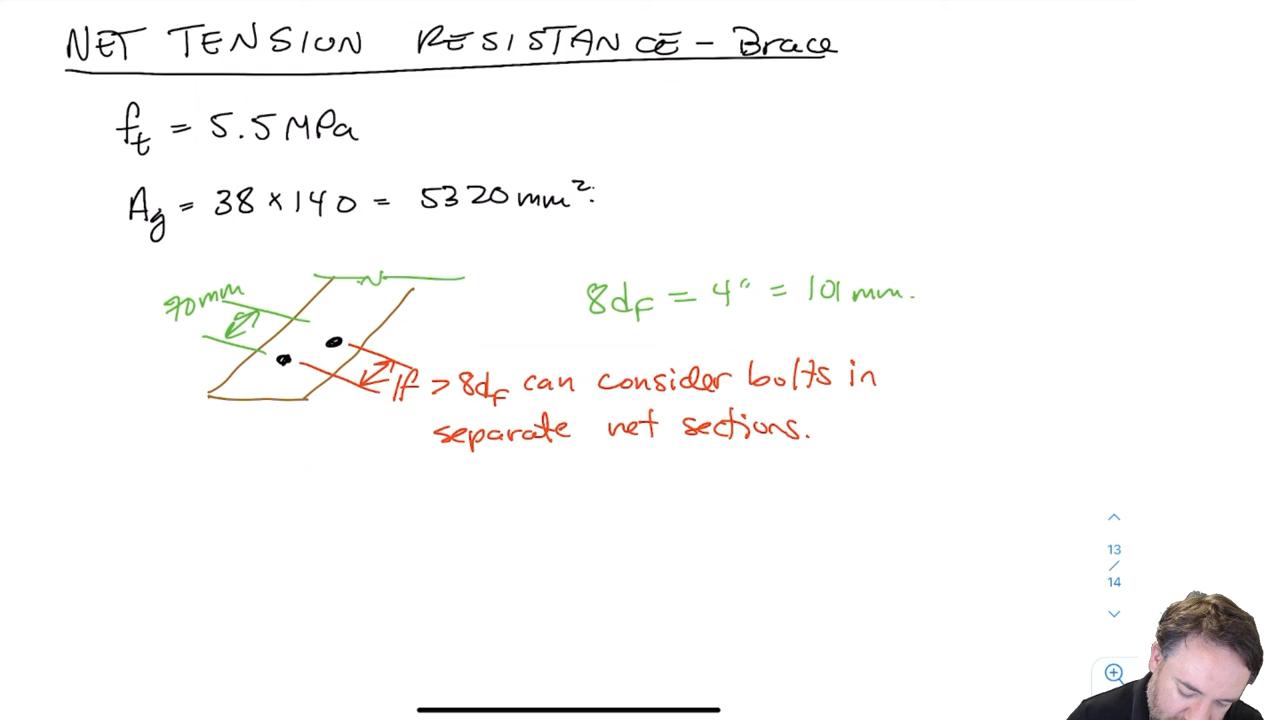 NET TENSION RESISTANCE - Brace
ft = 5.5 MPa
Ag = 38 × 140 = 5320 mm².
70mm
8dF = 4" = 101 mm.
If > 8dF can consider bolts in
separate net sections.
13
/
14